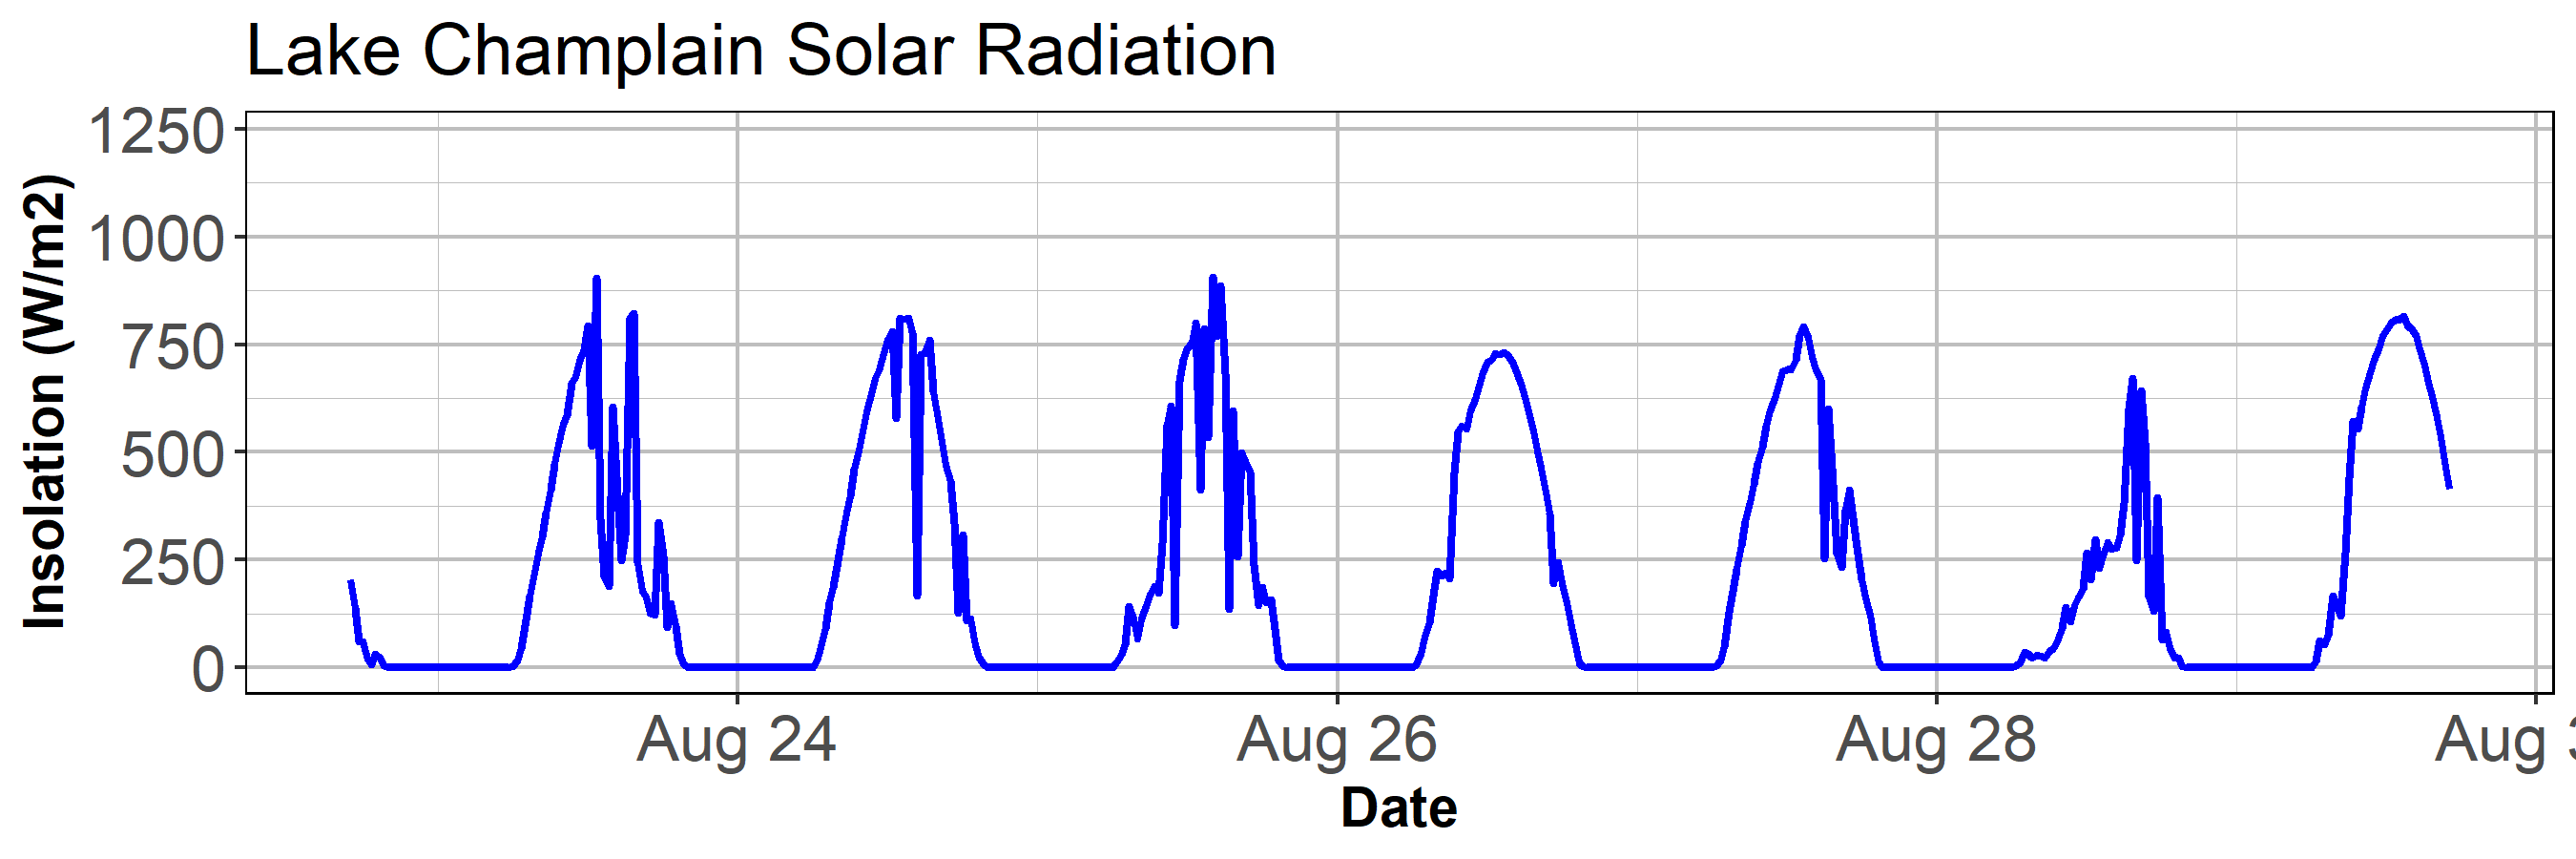 Lake Champlain Solar Radiation
1250
1000
750
500
250
0
Insolation (W/m2)
Aug 24
Aug 26
Aug 28
Aug
Date